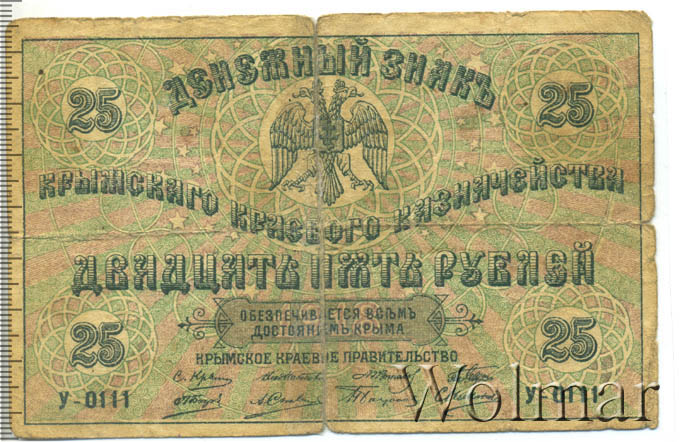 ДЕНЕЖНЫЙ ЗНАКЪ
25 25
КРЫМСКАГО КРАЕВОГО КАЗНАЧЕЙСТВА
ДВАДЦАТЬ ПЯТЬ РУБЛЕЙ
ОБЕЗПЕЧИВАЕТСЯ ВСѢМЪ
ДОСТОЯНIЕМЪ КРЫМА
25 25
КРЫМСКОЕ КРАЕВОЕ ПРАВИТЕЛЬСТВО
У-0111 У-0111
Wolmar